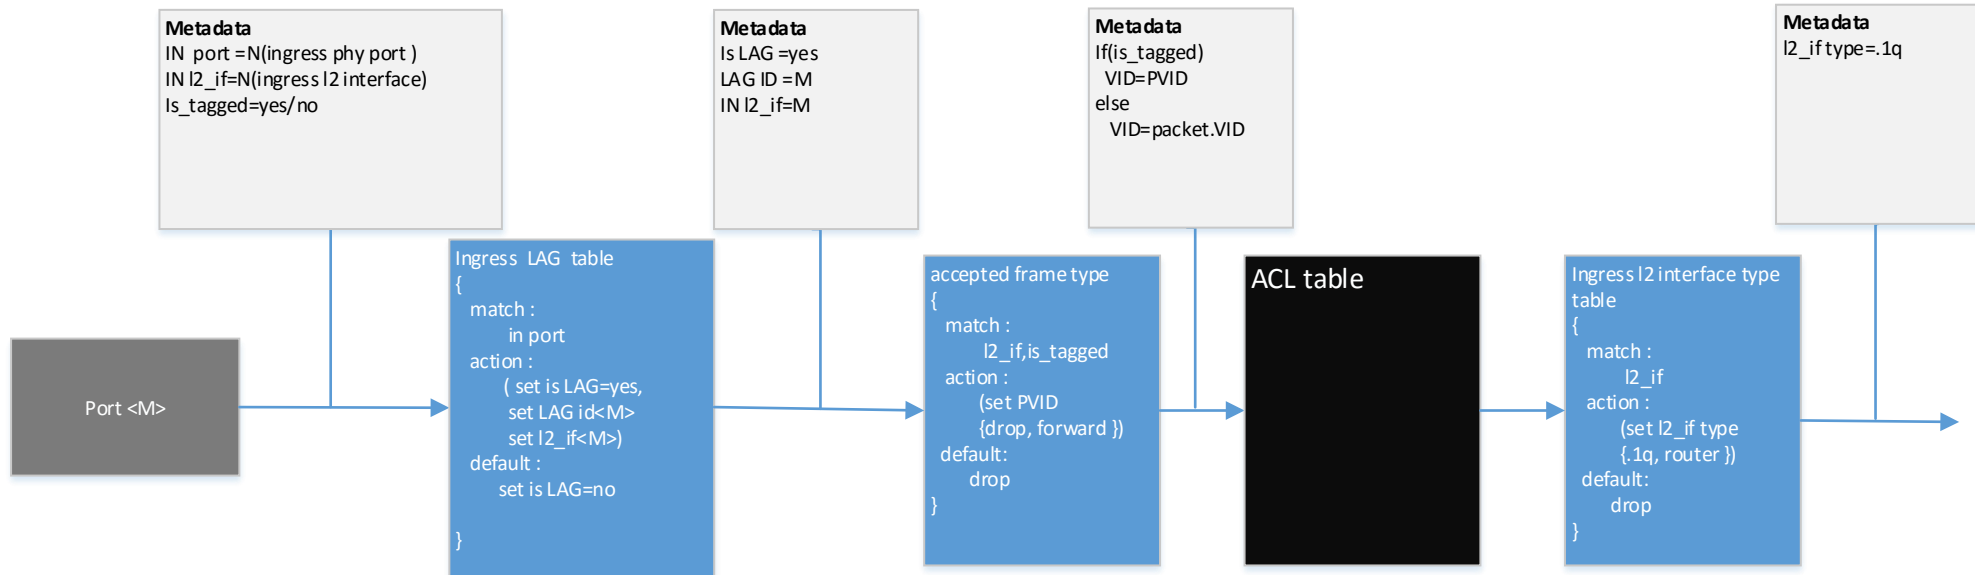 Metadata
IN port =N(ingress phy port )
IN l2_if=N(ingress l2 interface)
Is_tagged=yes/no
Metadata
Is LAG =yes
LAG ID =M
IN l2_if=M
Metadata
If(is_tagged)
VID=PVID
else
VID=packet.VID
Metadata
l2_if type=.1q
Port <M>
Ingress LAG table
{
match :
in port
action :
( set is LAG=yes,
set LAG id<M>
set l2_if<M>)
default :
set is LAG=no
}
accepted frame type
{
match :
l2_if,is_tagged
action :
(set PVID
{drop, forward })
default:
drop
}
ACL table
Ingress l2 interface type
table
{
match :
l2_if
action :
(set l2_if type
{.1q, router })
default:
drop
}